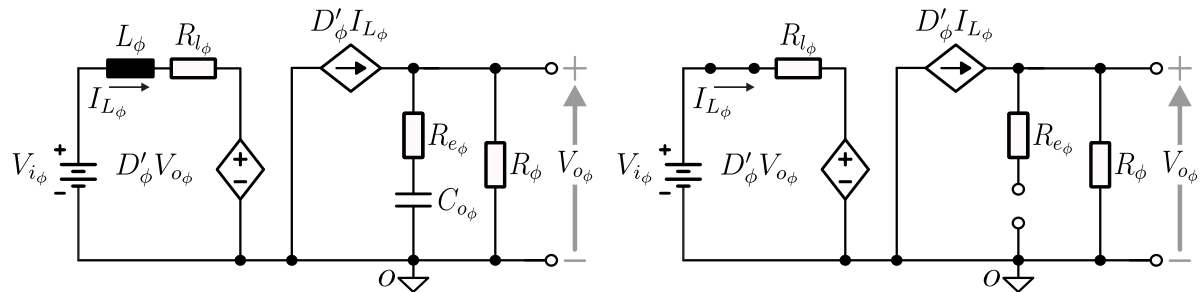 L_ϕ R_{l_ϕ} D'_ϕ I_{L_ϕ} R_{l_ϕ} D'_ϕ I_{L_ϕ}
+ +
I_{L_ϕ} I_{L_ϕ}
R_{e_ϕ} R_{e_ϕ}
+ +
V_{i_ϕ} D'_ϕ V_{o_ϕ} + − R_ϕ V_{o_ϕ} V_{i_ϕ} D'_ϕ V_{o_ϕ} + − R_ϕ V_{o_ϕ}
− −
C_{o_ϕ}
− −
O O